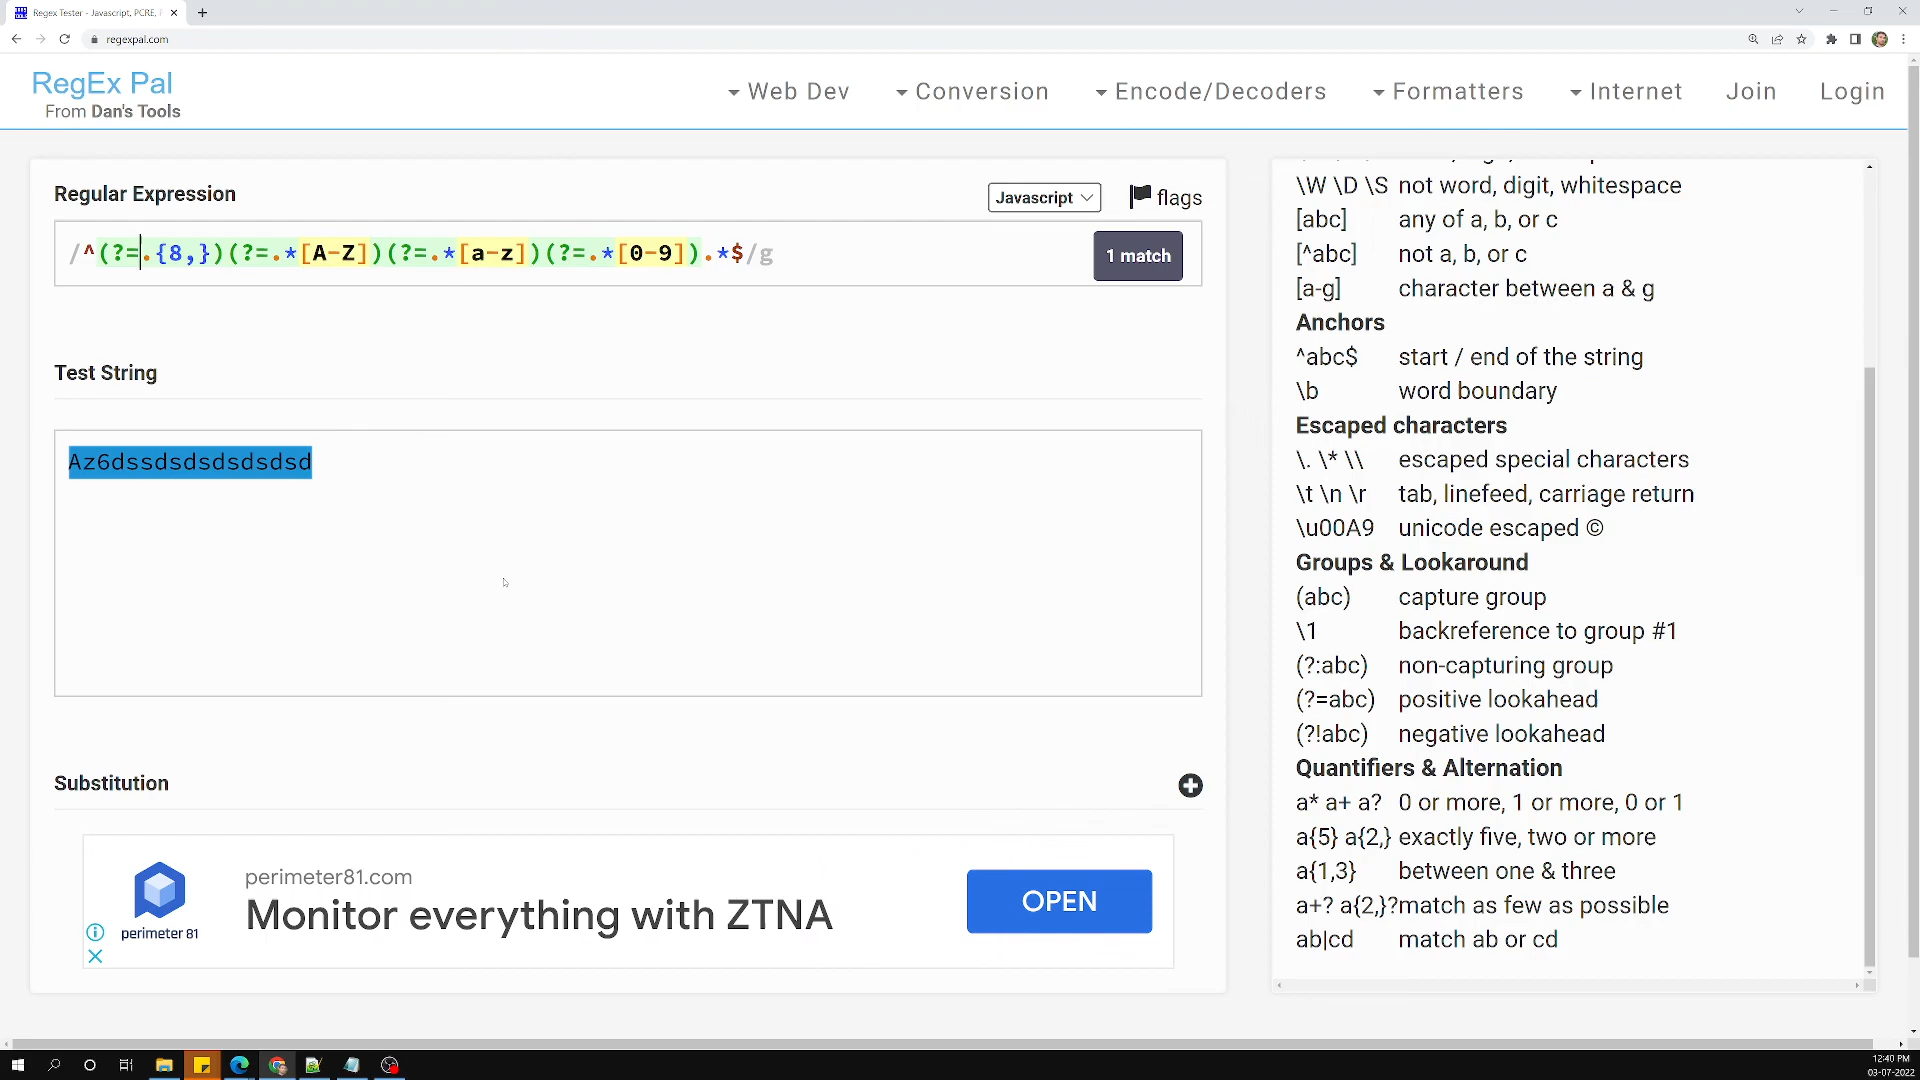 Regex Tester - Javascript, PCRE,
regexpal.com
RegEx Pal
From Dan's Tools
Web Dev
Conversion
Encode/Decoders
Formatters
Internet
Join
Login
Regular Expression
Javascript
flags
/^(?=.{8,})(?=.*[A-Z])(?=.*[a-z])(?=.*[0-9]).*$/g
1 match
Test String
Az6dssdsdsdsdsdsd
Substitution
perimeter81.com
Monitor everything with ZTNA
perimeter 81
OPEN
\W \D \S not word, digit, whitespace
[abc] any of a, b, or c
[^abc] not a, b, or c
[a-g] character between a & g
Anchors
^abc$ start / end of the string
\b word boundary
Escaped characters
\. \* \\ escaped special characters
\t \n \r tab, linefeed, carriage return
\u00A9 unicode escaped ©
Groups & Lookaround
(abc) capture group
\1 backreference to group #1
(?:abc) non-capturing group
(?=abc) positive lookahead
(?!abc) negative lookahead
Quantifiers & Alternation
a* a+ a? 0 or more, 1 or more, 0 or 1
a{5} a{2,} exactly five, two or more
a{1,3} between one & three
a+? a{2,}?match as few as possible
ab|cd match ab or cd
12:40 PM
03-07-2022